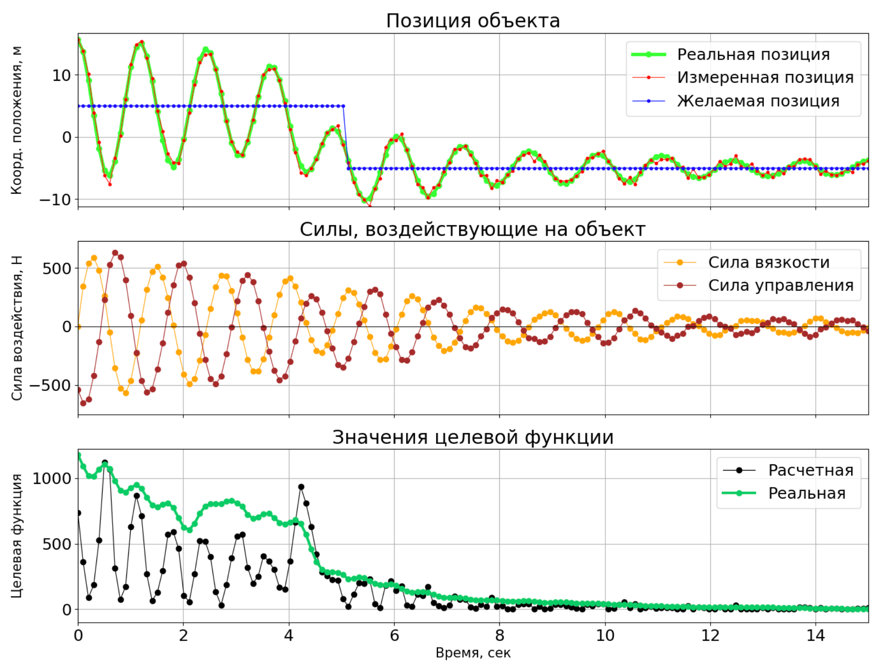 Позиция объекта
Коорд. положения, м
10
0
−10
Реальная позиция
Измеренная позиция
Желаемая позиция
Силы, воздействующие на объект
Сила воздействия, Н
500
0
−500
Сила вязкости
Сила управления
Значения целевой функции
Целевая функция
1000
500
0
Расчетная
Реальная
0 2 4 6 8 10 12 14
Время, сек